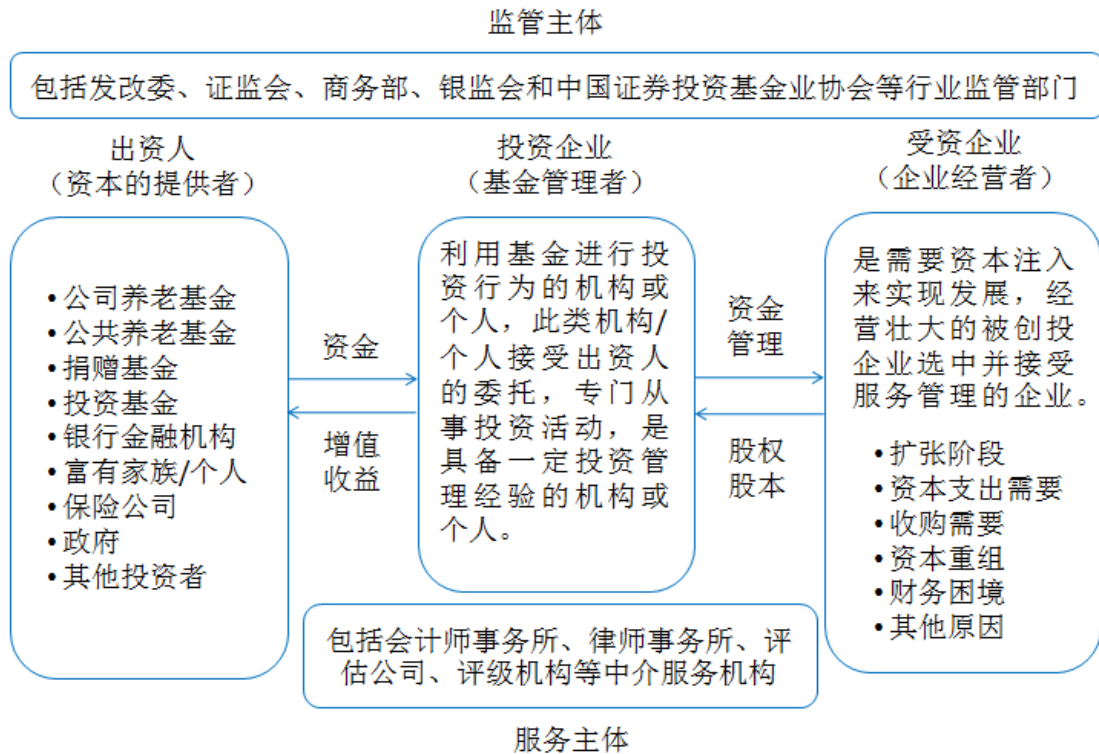 监管主体
包括发改委、证监会、商务部、银监会和中国证券投资基金业协会等行业监管部门
出资人
（资本的提供者）
•公司养老基金
•公共养老基金
•捐赠基金
•投资基金
•银行金融机构
•富有家族/个人
•保险公司
•政府
•其他投资者
资金
增值
收益
投资企业
（基金管理者）
利用基金进行投
资行为的机构或
个人，此类机构/
个人接受出资人
的委托，专门从
事投资活动，是
具备一定投资管
理经验的机构或
个人。
资金
管理
股权
股本
受资企业
（企业经营者）
是需要资本注入
来实现发展，经
营壮大的被创投
企业选中并接受
服务管理的企业。
•扩张阶段
•资本支出需要
•收购需要
•资本重组
•财务困境
•其他原因
包括会计师事务所、律师事务所、评
估公司、评级机构等中介服务机构
服务主体